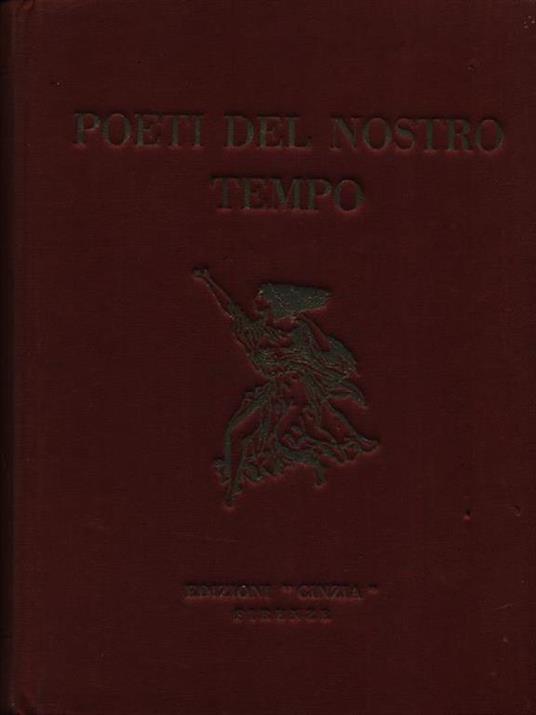 POETI DEL NOSTRO
TEMPO
EDIZIONI "CINZIA"
FIRENZE